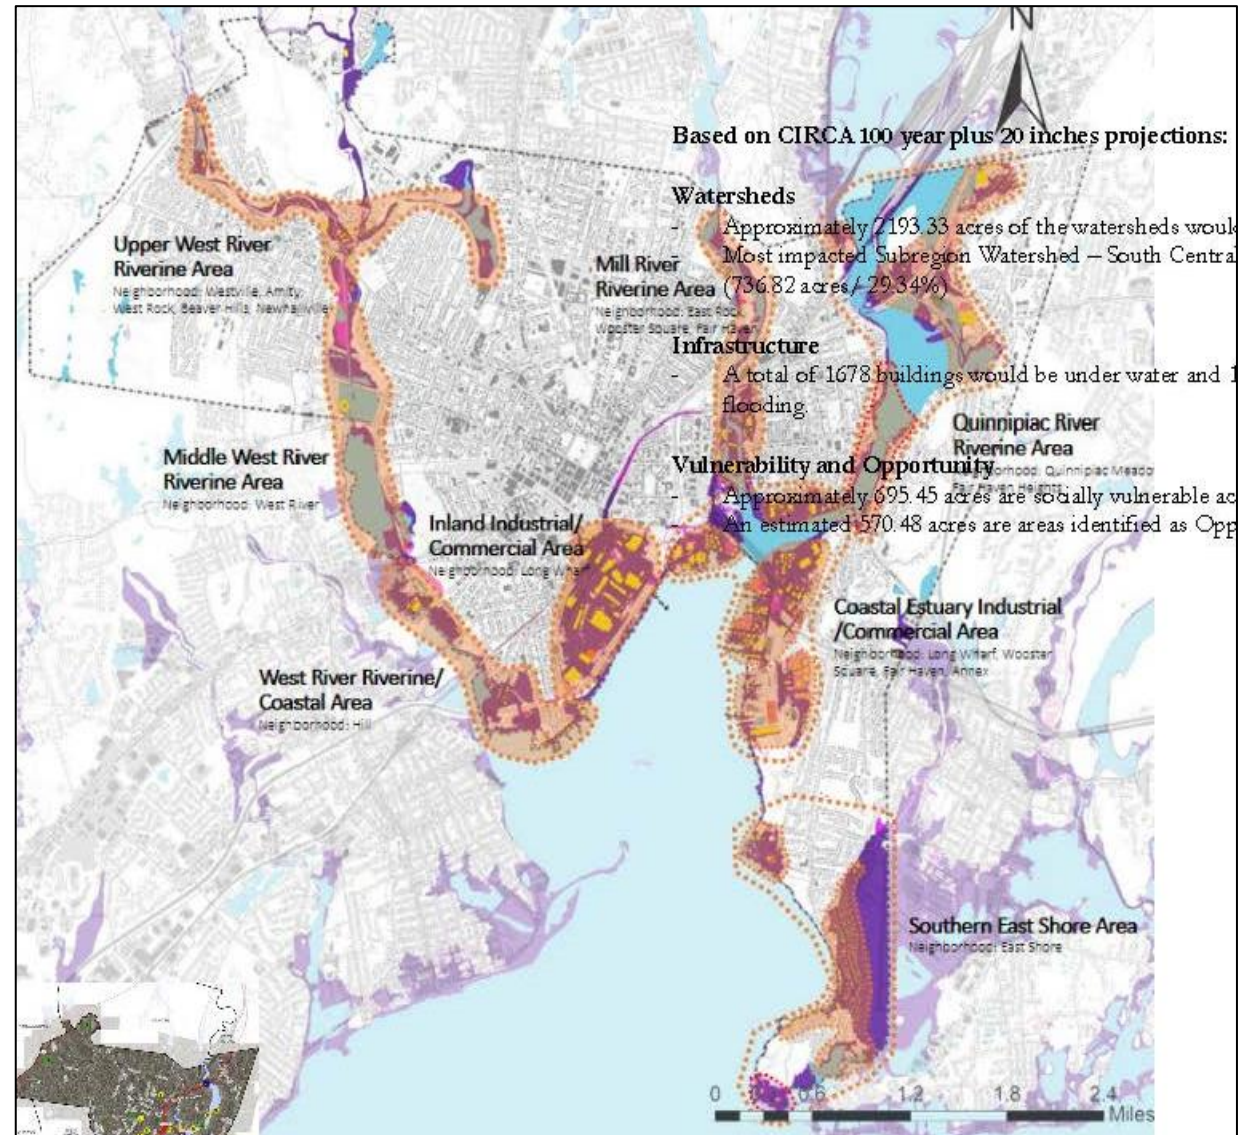 N
Based on CIRCA 100 year plus 20 inches projections:
Watersheds
- Approximately 2193.33 acres of the watersheds woul
- Most impacted Subregion Watershed – South Centra
(736.82 acres/ 29.34%)
Infrastructure
- A total of 1678 buildings would be under water and 1
flooding.
Vulnerability and Opportunity
- Approximately 695.45 acres are socially vulnerable ac
- An estimated 570.48 acres are areas identified as Opp
Upper West River
Riverine Area
Neighborhood: Westville, Amity,
West Rock, Beaver Hills, Newhallville
Mill River
Riverine Area
Neighborhood: East Rock,
Wooster Square, Fair Haven
Quinnipiac River
Riverine Area
Neighborhood: Quinnipiac Meado
Fair Haven Heights
Middle West River
Riverine Area
Neighborhood: West River
Inland Industrial/
Commercial Area
Neighborhood: Long Wharf
Coastal Estuary Industrial
/Commercial Area
Neighborhood: Long Wharf, Wooster
Square, Fair Haven, Annex
West River Riverine/
Coastal Area
Neighborhood: Hill
Southern East Shore Area
Neighborhood: East Shore
0 0.6 1.2 1.8 2.4
Miles